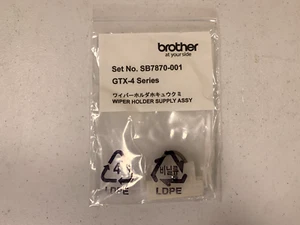 brother
at your side
Set No. SB7870-001
GTX-4 Series
ワイパーホルダホキュウクミ
WIPER HOLDER SUPPLY ASSY
4
비닐류
LDPE
LDPE